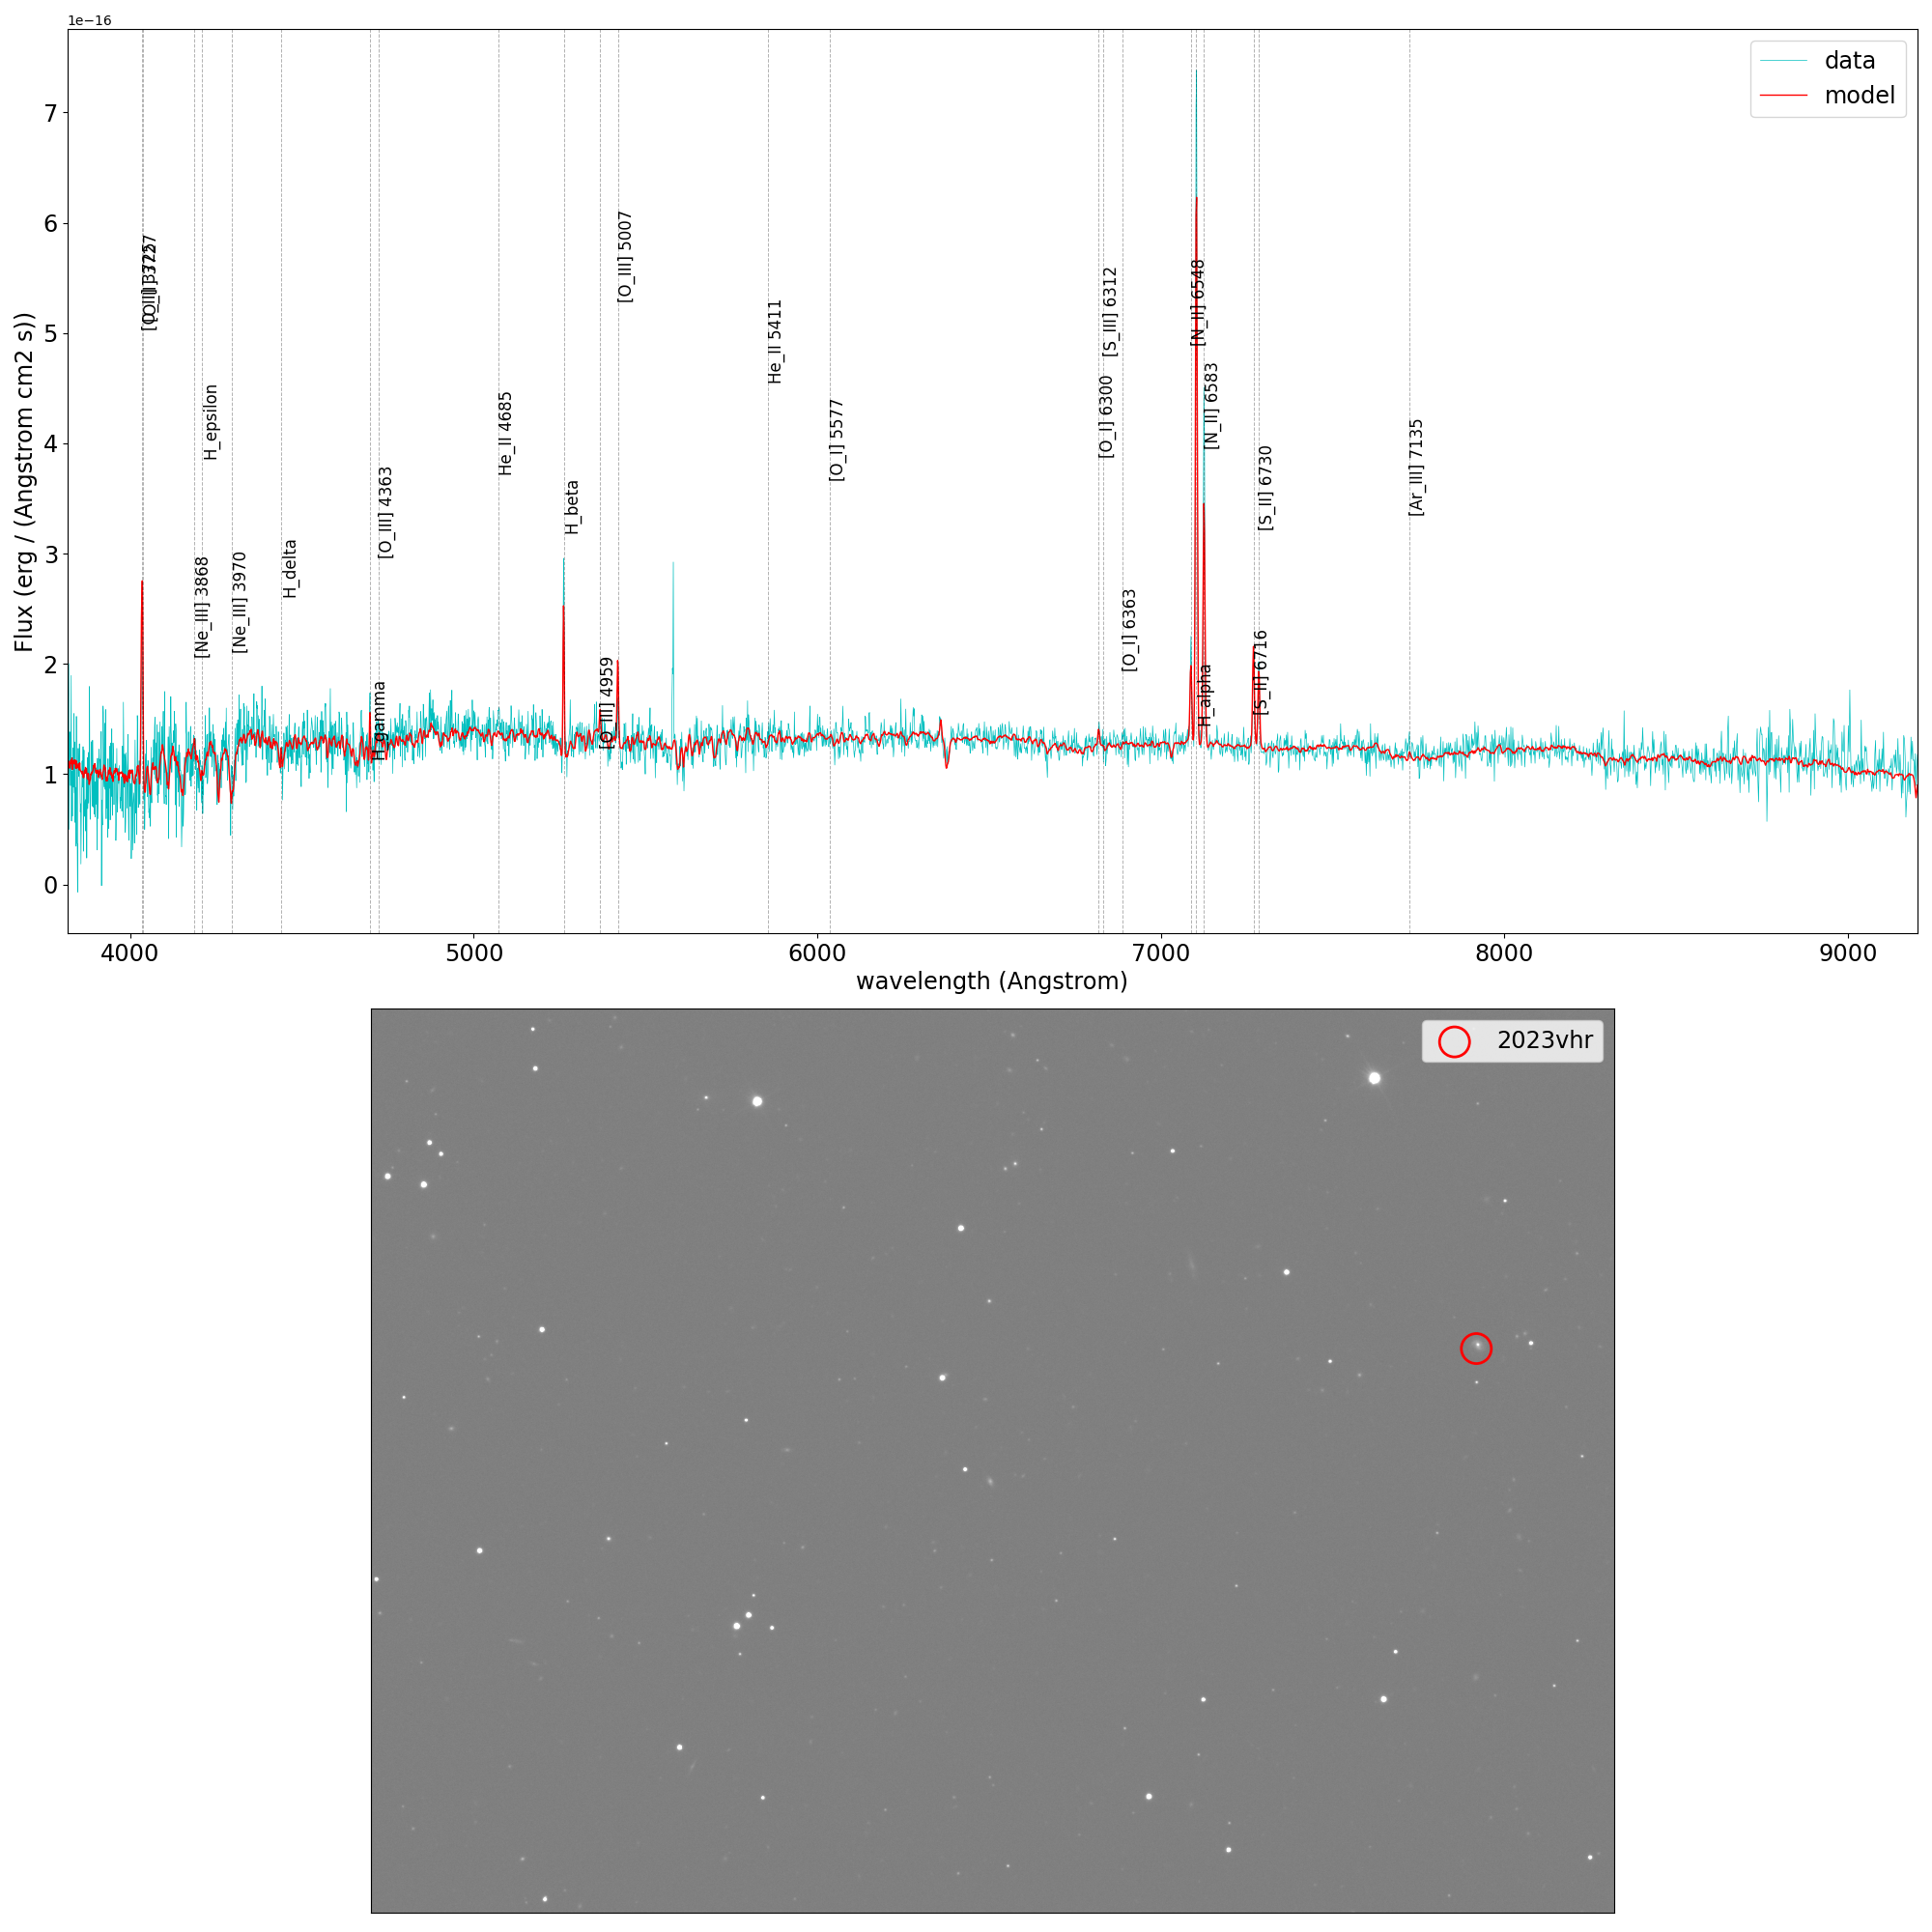 1e−16
data
model
7
6
5
4
3
2
1
0
Flux (erg / (Angstrom cm2 s))
[Ne_III] 3868
H_epsilon
[Ne_III] 3970
H_delta
H_gamma
[O_III] 4363
He_II 4685
H_beta
[O_III] 4959
[O_III] 5007
He_II 5411
[O_I] 5577
[O_I] 6300
[S_III] 6312
[O_I] 6363
[N_II] 6548
H_alpha
[N_II] 6583
[S_II] 6716
[S_II] 6730
[Ar_III] 7135
4000 5000 6000 7000 8000 9000
wavelength (Angstrom)
2023vhr